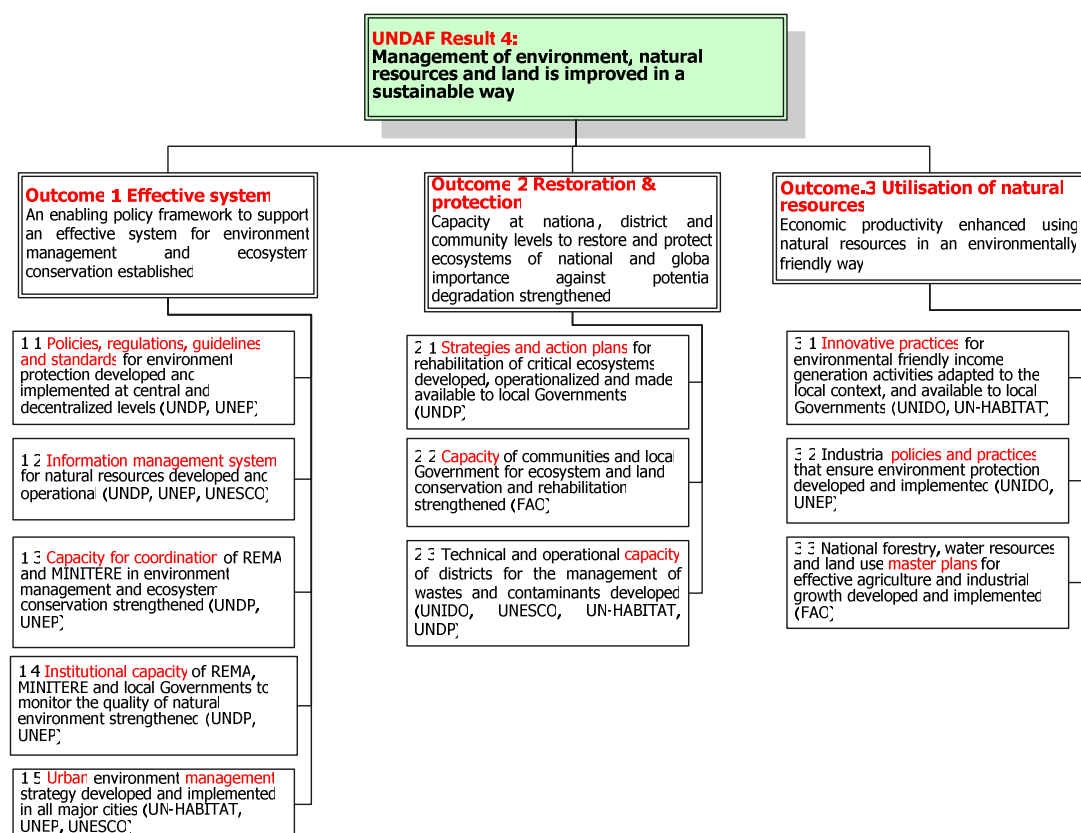 UNDAF Result 4:
Management of environment, natural
resources and land is improved in a
sustainable way
Outcome 1 Effective system
An enabling policy framework to support
an effective system for environment
management and ecosystem
conservation established
Outcome 2 Restoration &
protection
Capacity at nationa, district and
community levels to restore and protect
ecosystems of national and globa
importance against potentia
degradation strengthened
Outcome.3 Utilisation of natural
resources
Economic productivity enhanced using
natural resources in an environmentally
friendly way
1 1 Policies, regulations, guidelines
and standards for environment
protection developed and
implemented at central and
decentralized levels (UNDP, UNEP)
1 2 Information management system
for natural resources developed and
operational (UNDP, UNEP, UNESCO)
1 3 Capacity for coordination of REMA
and MINITERE in environment
management and ecosystem
conservation strengthened (UNDP,
UNEP)
1 4 Institutional capacity of REMA,
MINITERE and local Governments to
monitor the quality of natural
environment strengthened (UNDP,
UNEP)
1 5 Urban environment management
strategy developed and implemented
in all major cities (UN-HABITAT,
UNEP, UNESCO)
2 1 Strategies and action plans for
rehabilitation of critical ecosystems
developed, operationalized and made
available to local Governments
(UNDP)
2 2 Capacity of communities and local
Government for ecosystem and land
conservation and rehabilitation
strengthened (FAO)
2 3 Technical and operational capacity
of districts for the management of
wastes and contaminants developed
(UNIDO, UNESCO, UN-HABITAT,
UNDP)
3 1 Innovative practices for
environmental friendly income
generation activities adapted to the
local context, and available to local
Governments (UNIDO, UN-HABITAT)
3 2 Industria policies and practices
that ensure environment protection
developed and implemented (UNIDO,
UNEP)
3 3 National forestry, water resources
and land use master plans for
effective agriculture and industrial
growth developed and implemented
(FAO)